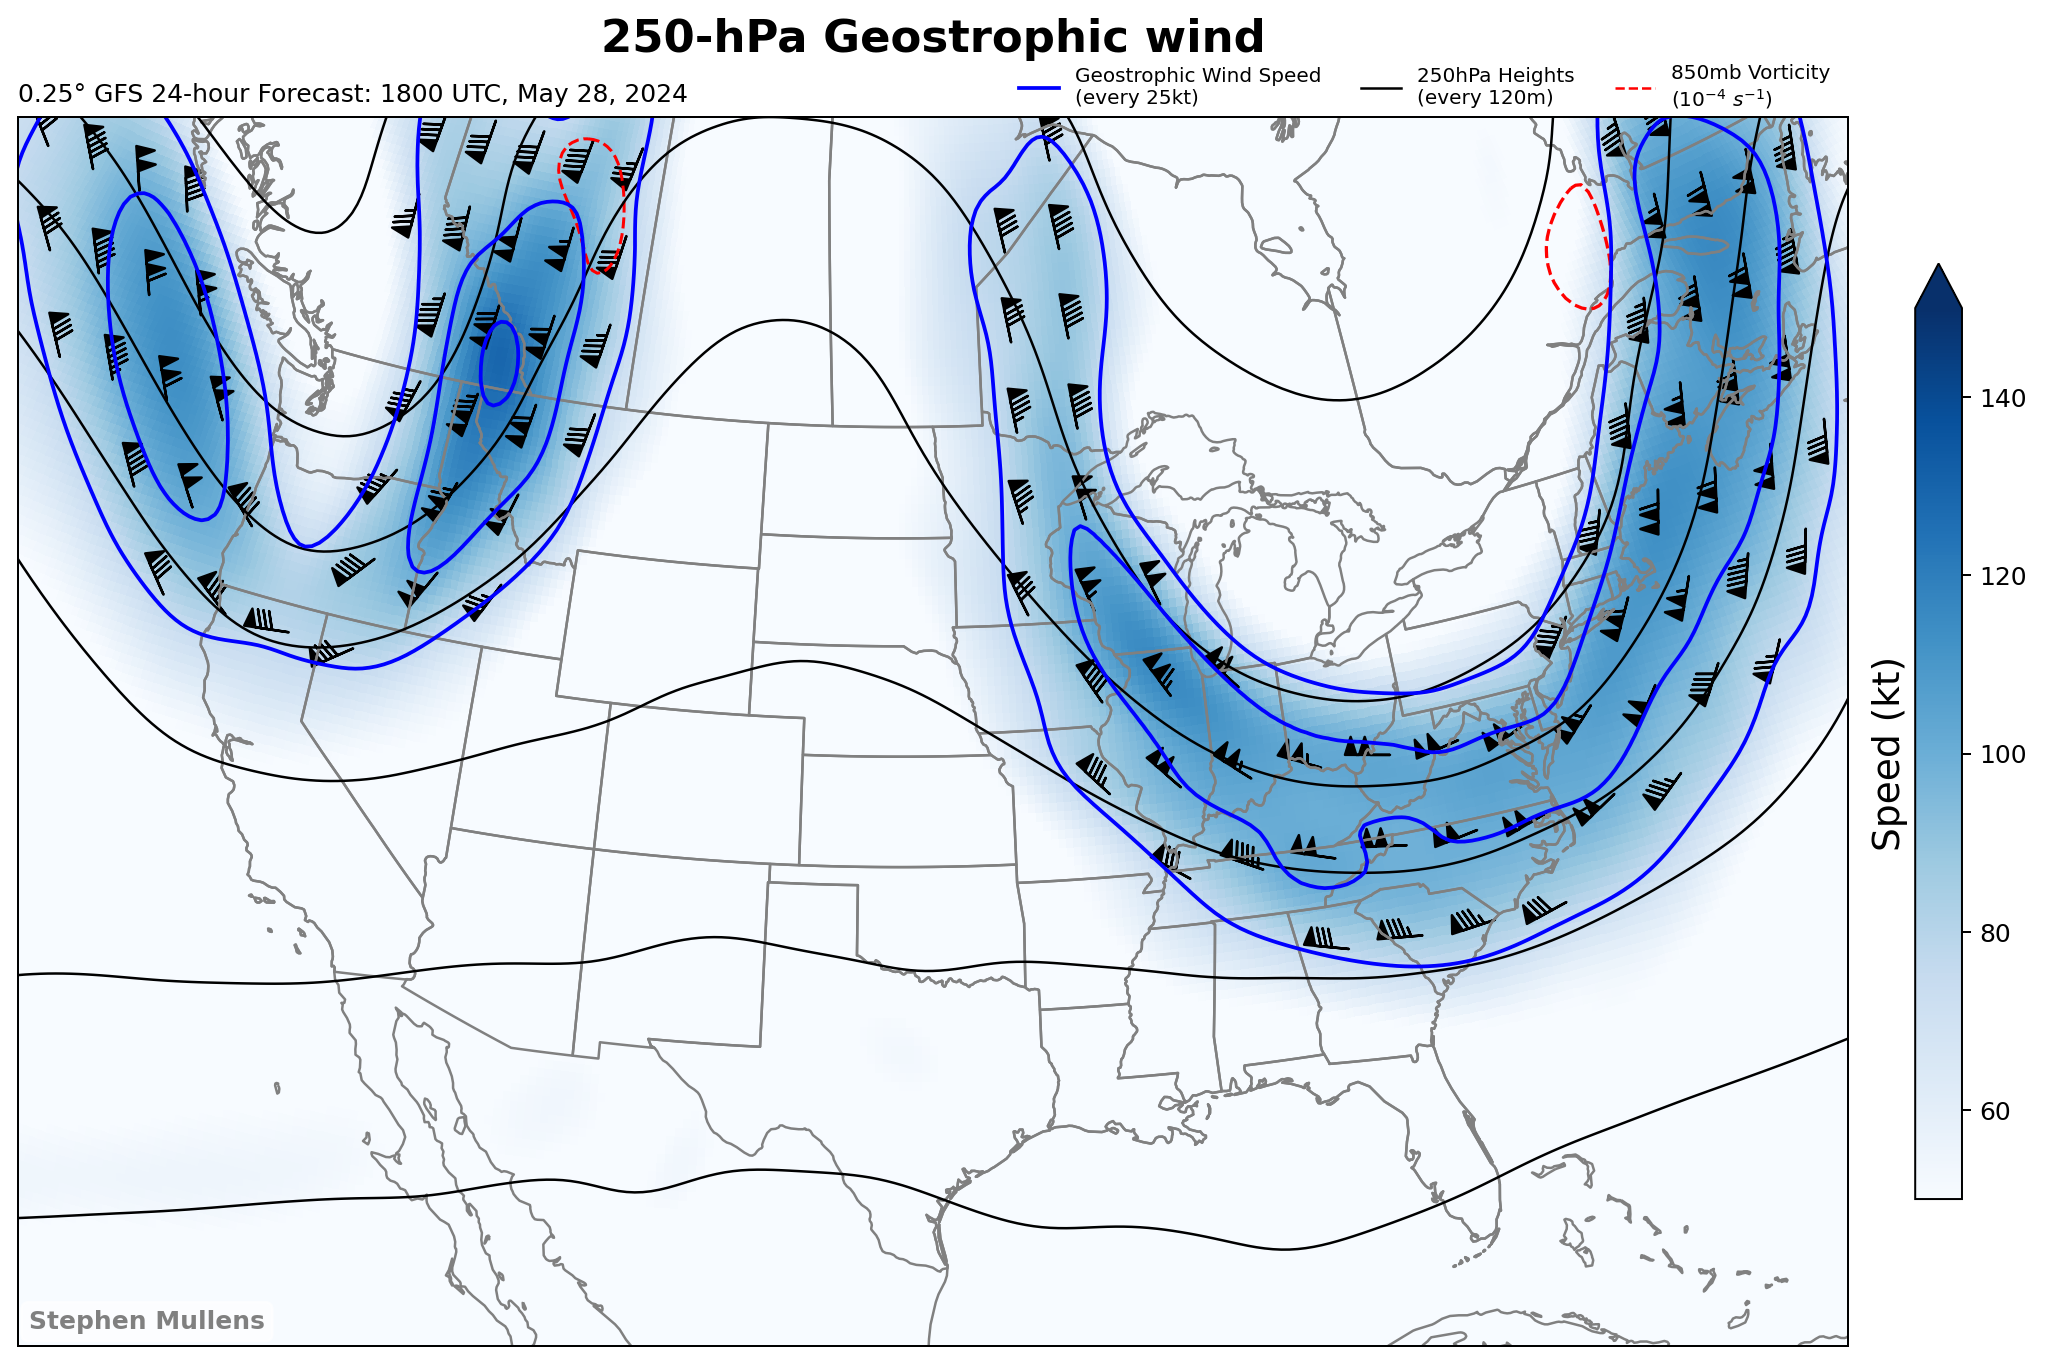 250-hPa Geostrophic wind
0.25° GFS 24-hour Forecast: 1800 UTC, May 28, 2024
Geostrophic Wind Speed
(every 25kt)
250hPa Heights
(every 120m)
850mb Vorticity
(10⁻⁴ s⁻¹)
140
120
100
80
60
Speed (kt)
Stephen Mullens